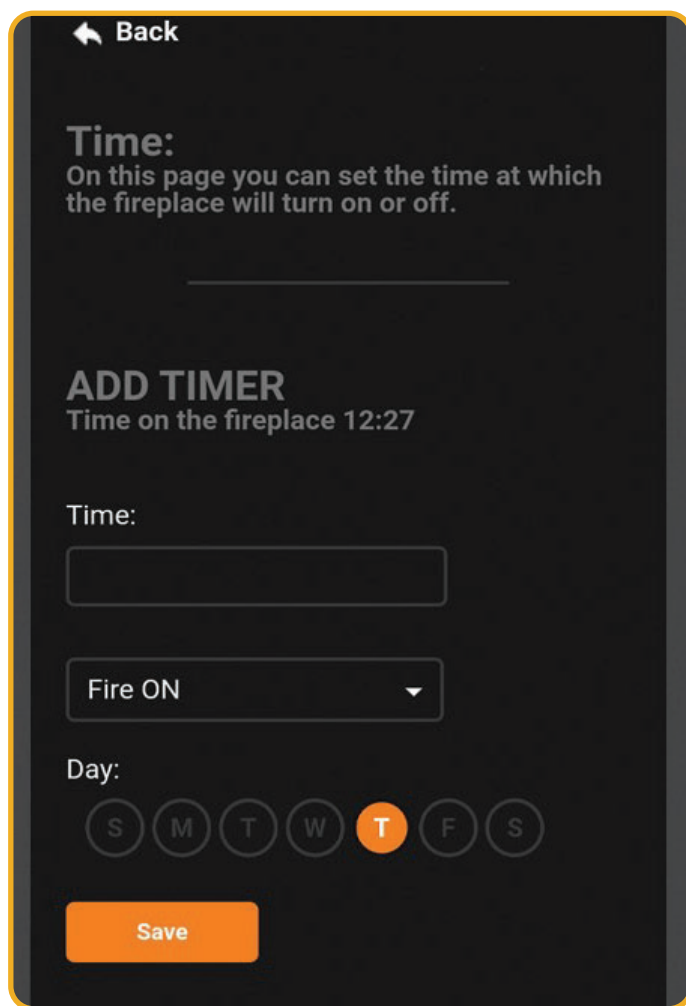 Back
Time:
On this page you can set the time at which
the fireplace will turn on or off.
ADD TIMER
Time on the fireplace 12:27
Time:
Fire ON
Day:
S M T W T F S
Save